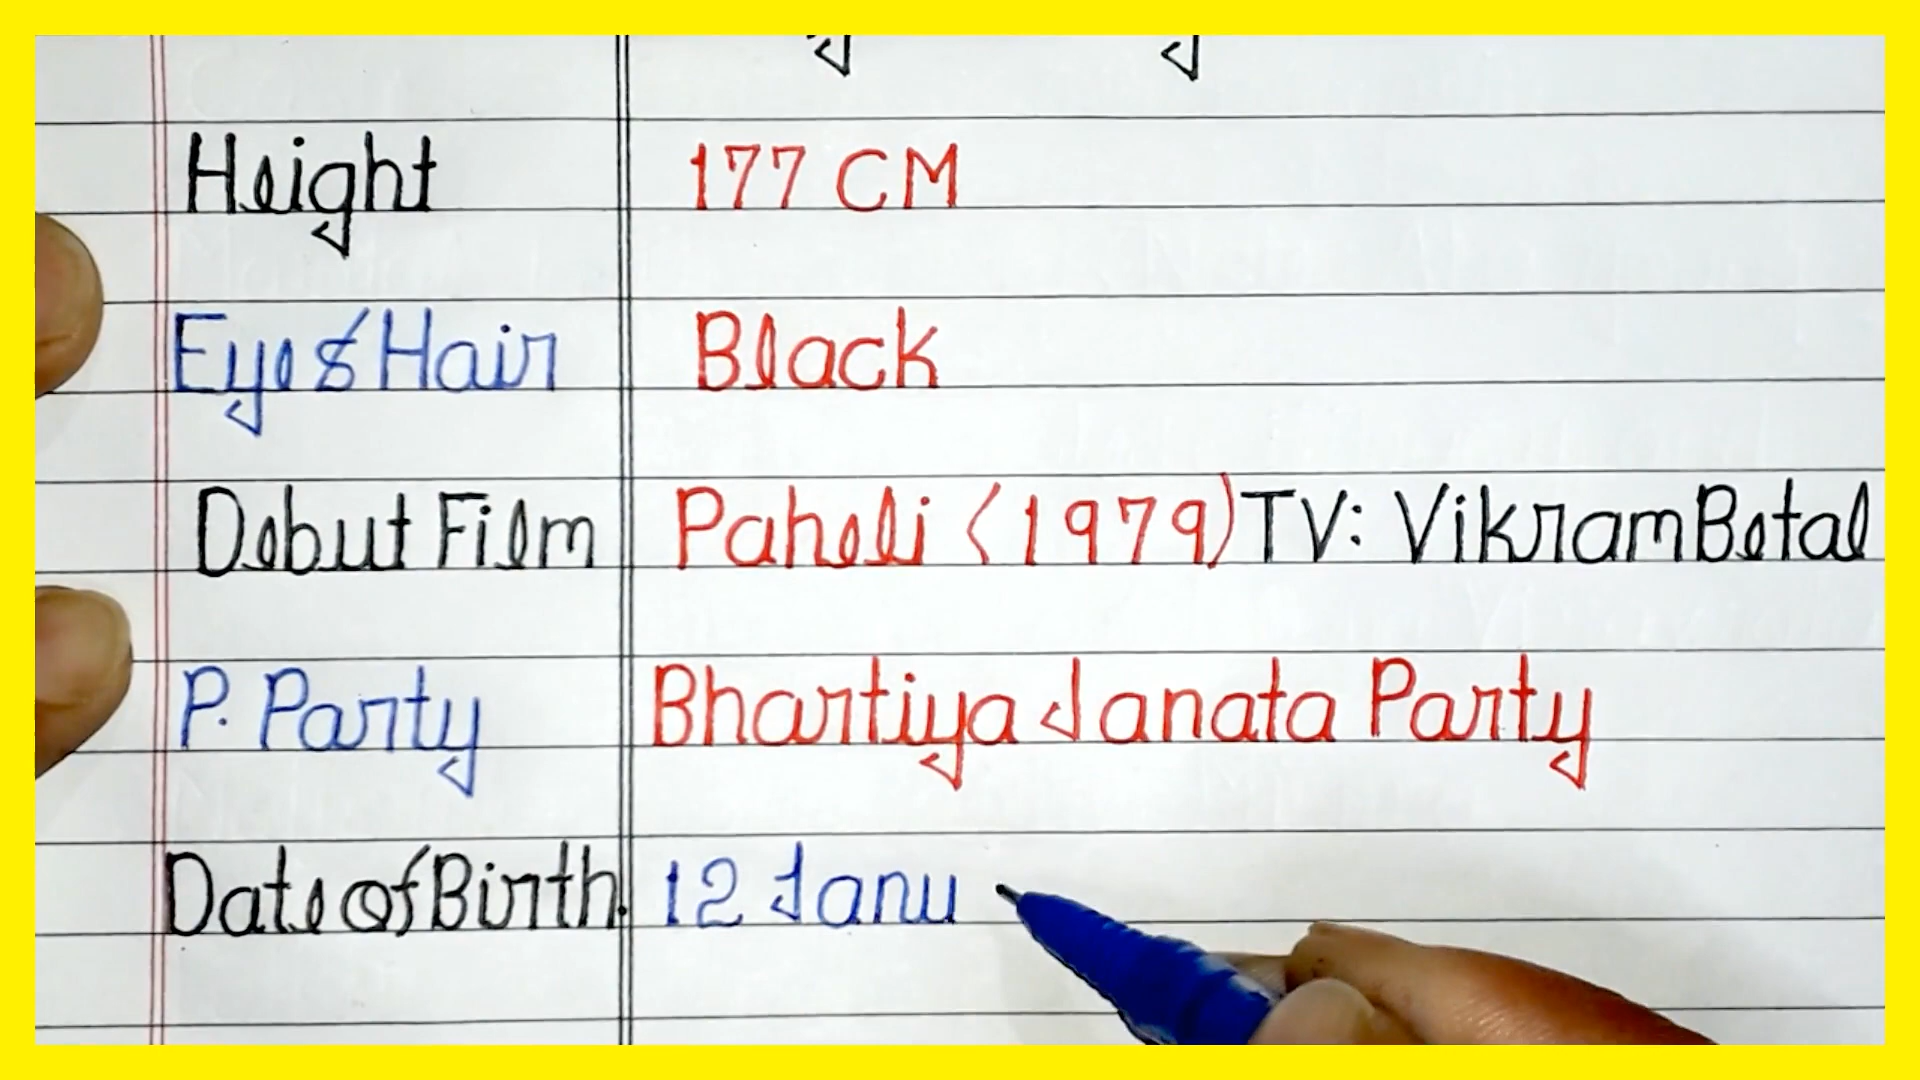 Height 177 CM
Eye & Hair Black
Debut Film Paheli (1979) TV: Vikram Betal
P. Party Bhartiya Janata Party
Date of Birth. 12 Janu